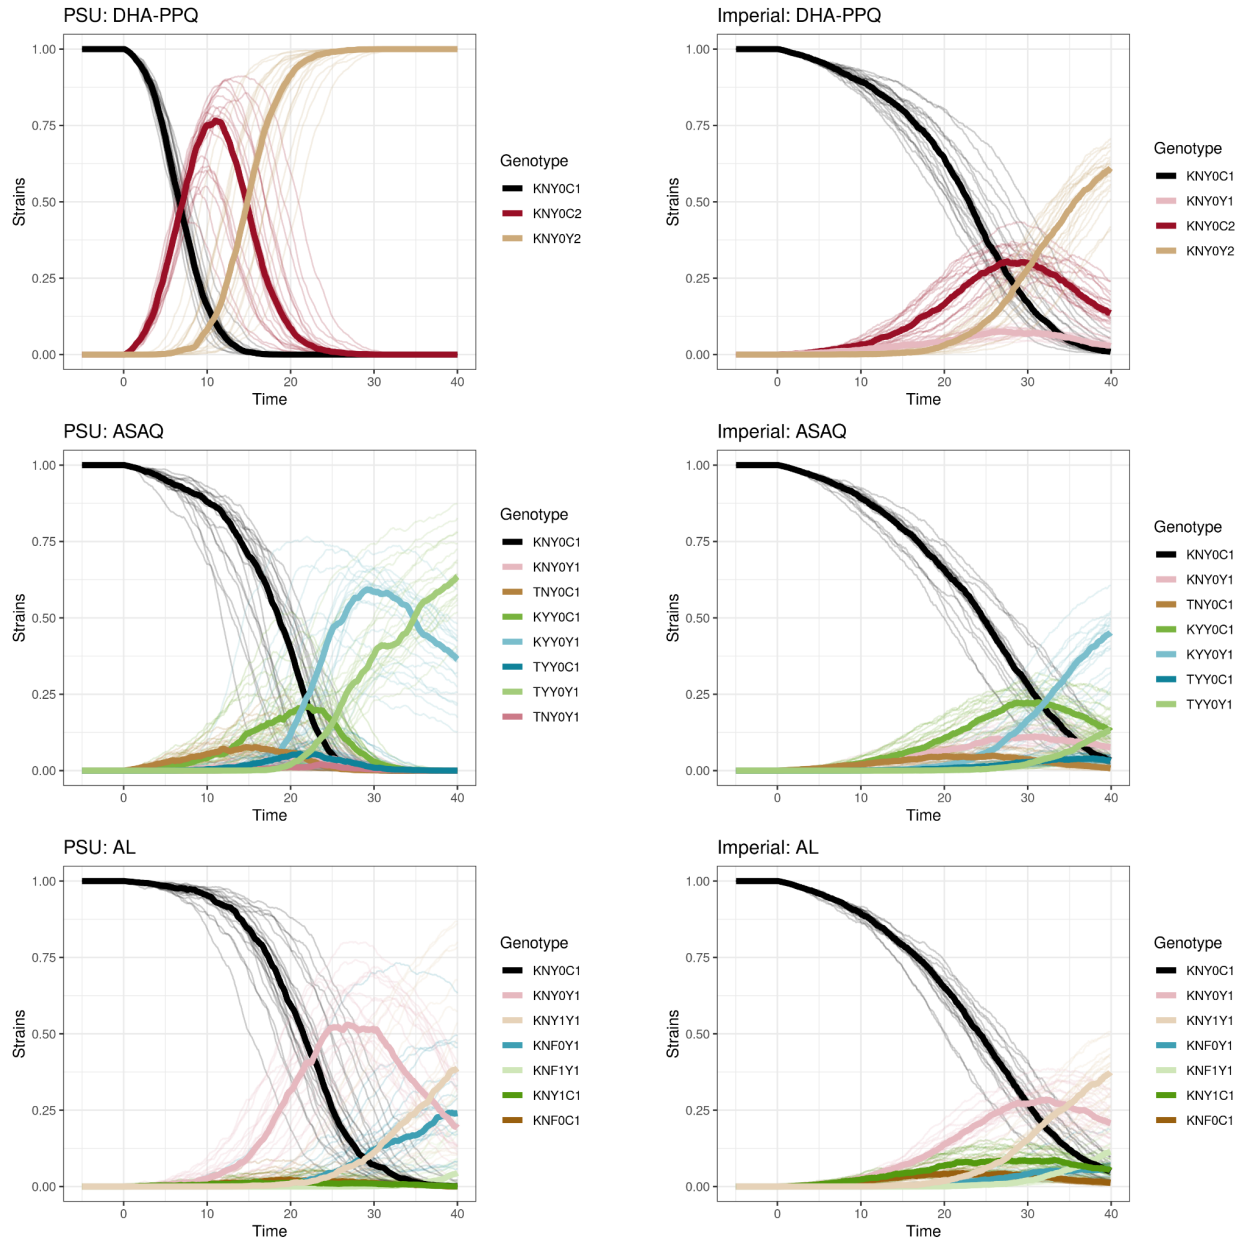 PSU: DHA-PPQ
1.00
0.75
0.50
0.25
0.00
Strains
0 10 20 30 40
Time
Genotype
KNY0C1
KNY0C2
KNY0Y2
Imperial: DHA-PPQ
1.00
0.75
0.50
0.25
0.00
Strains
0 10 20 30 40
Time
Genotype
KNY0C1
KNY0Y1
KNY0C2
KNY0Y2
PSU: ASAQ
1.00
0.75
0.50
0.25
0.00
Strains
0 10 20 30 40
Time
Genotype
KNY0C1
KNY0Y1
TNY0C1
KYY0C1
KYY0Y1
TYY0C1
TYY0Y1
TNY0Y1
Imperial: ASAQ
1.00
0.75
0.50
0.25
0.00
Strains
0 10 20 30 40
Time
Genotype
KNY0C1
KNY0Y1
TNY0C1
KYY0C1
KYY0Y1
TYY0C1
TYY0Y1
PSU: AL
1.00
0.75
0.50
0.25
0.00
Strains
0 10 20 30 40
Time
Genotype
KNY0C1
KNY0Y1
KNY1Y1
KNF0Y1
KNF1Y1
KNY1C1
KNF0C1
Imperial: AL
1.00
0.75
0.50
0.25
0.00
Strains
0 10 20 30 40
Time
Genotype
KNY0C1
KNY0Y1
KNY1Y1
KNF0Y1
KNF1Y1
KNY1C1
KNF0C1